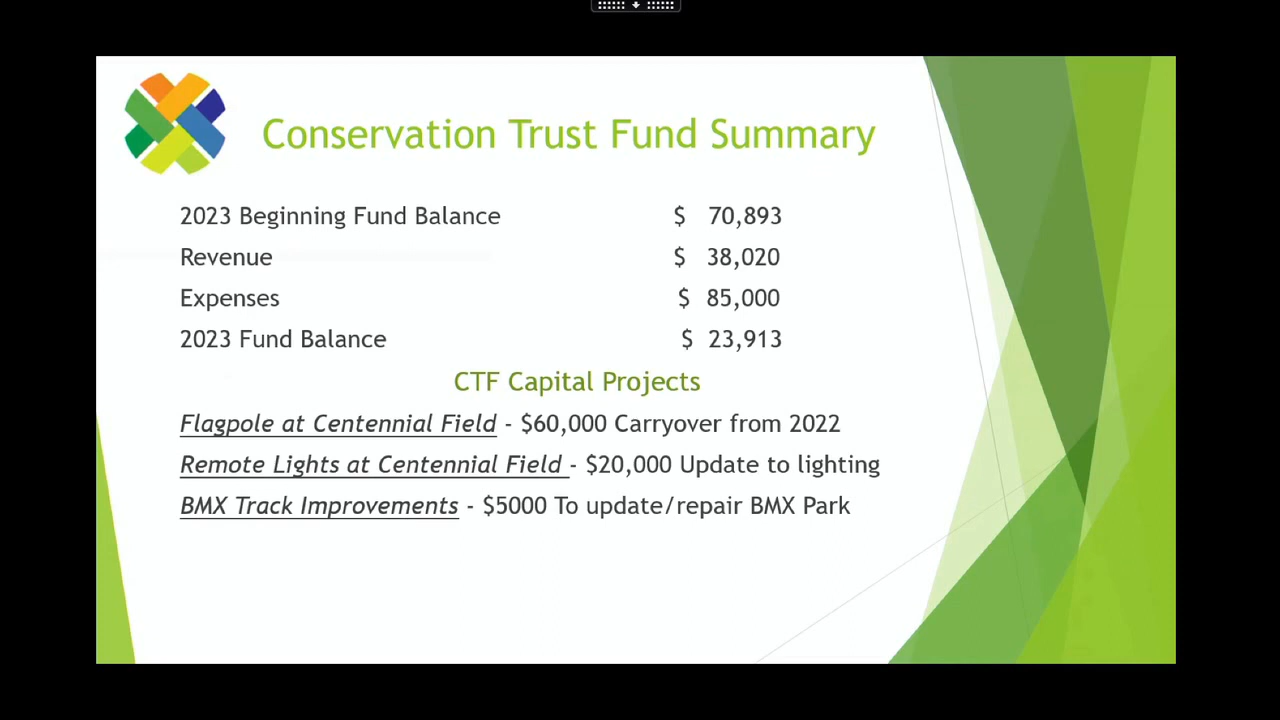 Conservation Trust Fund Summary
2023 Beginning Fund Balance $ 70,893
Revenue $ 38,020
Expenses $ 85,000
2023 Fund Balance $ 23,913
CTF Capital Projects
Flagpole at Centennial Field - $60,000 Carryover from 2022
Remote Lights at Centennial Field - $20,000 Update to lighting
BMX Track Improvements - $5000 To update/repair BMX Park